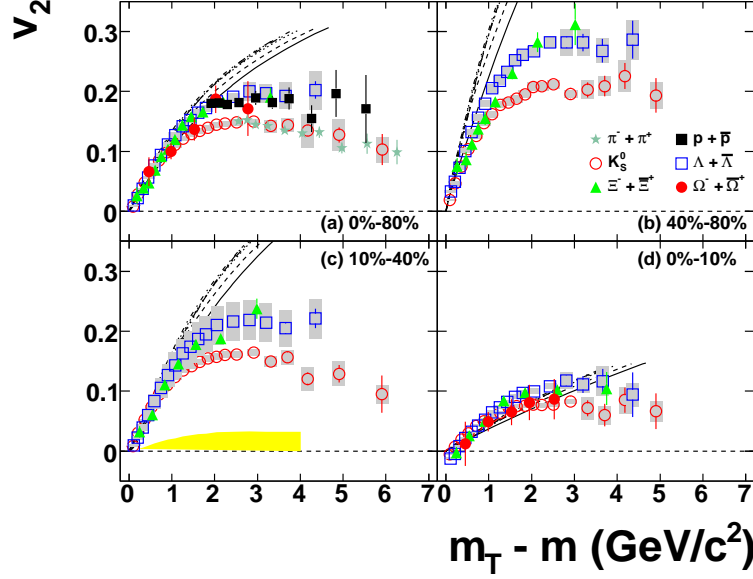 v₂
0.3
0.2
0.1
0
(a) 0%-80%
π⁻ + π⁺
K⁰_S
Ξ⁻ + Ξ̅⁺
p + p̅
Λ + Λ̅
Ω⁻ + Ω̅⁺
(b) 40%-80%
0.3
0.2
0.1
0
(c) 10%-40%
(d) 0%-10%
0 1 2 3 4 5 6 7
0 1 2 3 4 5 6 7
m_T - m (GeV/c²)